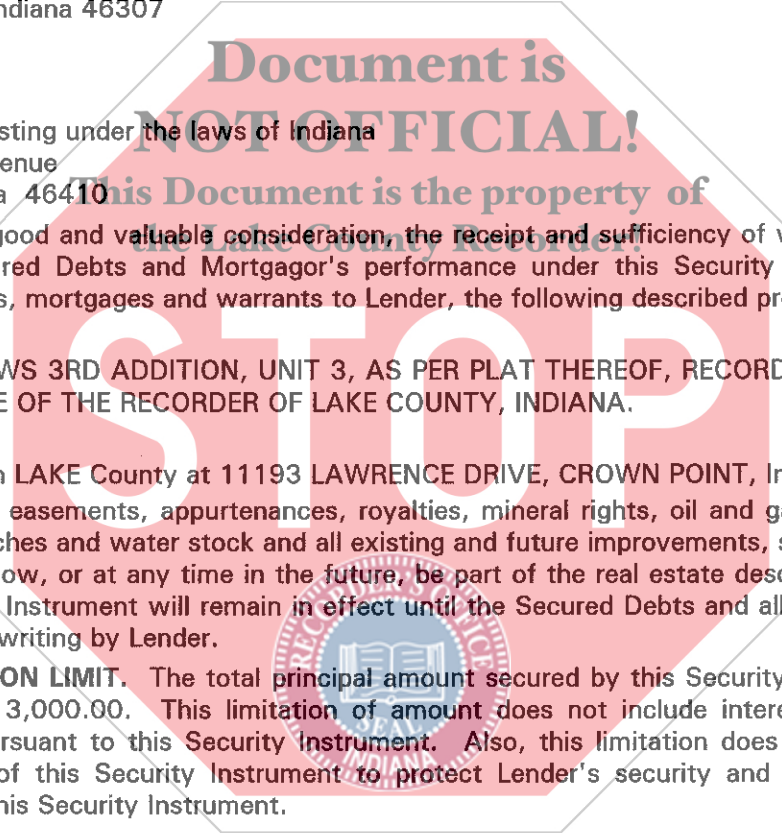 ndiana 46307
Document is
NOT OFFICIAL!
sting under the laws of Indiana
enue
a 46410
This Document is the property of
the Lake County Recorder!
good and valuable consideration, the receipt and sufficiency of w
red Debts and Mortgagor's performance under this Security
s, mortgages and warrants to Lender, the following described pr
STOP
WS 3RD ADDITION, UNIT 3, AS PER PLAT THEREOF, RECORD
E OF THE RECORDER OF LAKE COUNTY, INDIANA.
n LAKE County at 11193 LAWRENCE DRIVE, CROWN POINT, In
easements, appurtenances, royalties, mineral rights, oil and ga
ches and water stock and all existing and future improvements, s
ow, or at any time in the future, be part of the real estate desc
Instrument will remain in effect until the Secured Debts and all
writing by Lender.
RECORDER'S OFFICE
SEAL
INDIANA
ON LIMIT. The total principal amount secured by this Security
3,000.00. This limitation of amount does not include intere
rsuant to this Security Instrument. Also, this limitation does
of this Security Instrument to protect Lender's security and
his Security Instrument.